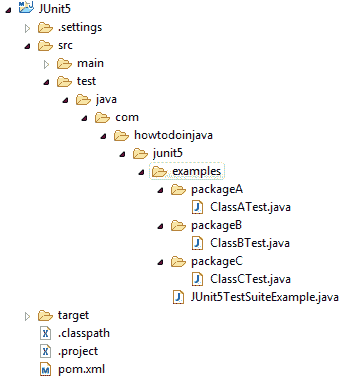 JUnit5
.settings
src
main
test
java
com
howtodoinjava
junit5
examples
packageA
ClassATest.java
packageB
ClassBTest.java
packageC
ClassCTest.java
JUnit5TestSuiteExample.java
target
.classpath
.project
pom.xml